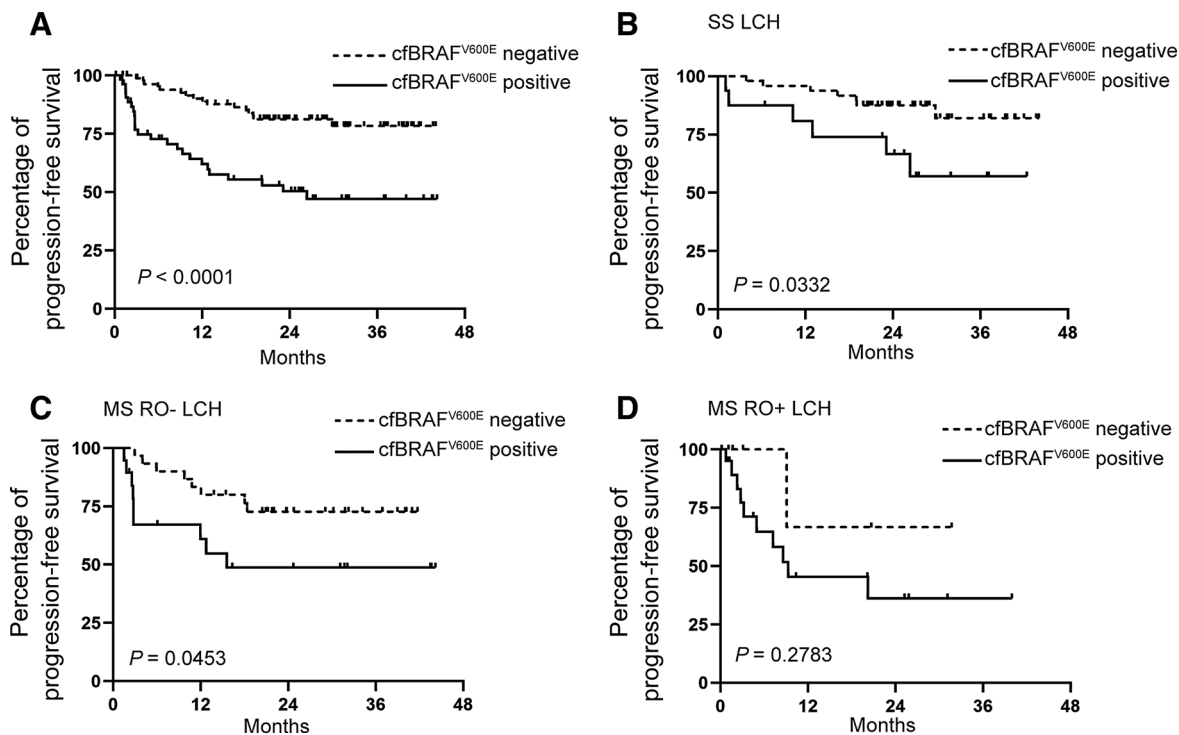 A
cfBRAFV600E negative
cfBRAFV600E positive
Percentage of
progression-free survival
100
75
50
25
0
P < 0.0001
0 12 24 36 48
Months
B
SS LCH
cfBRAFV600E negative
cfBRAFV600E positive
Percentage of
progression-free survival
100
75
50
25
0
P = 0.0332
0 12 24 36 48
Months
C
MS RO- LCH
cfBRAFV600E negative
cfBRAFV600E positive
Percentage of
progression-free survival
100
75
50
25
0
P = 0.0453
0 12 24 36 48
Months
D
MS RO+ LCH
cfBRAFV600E negative
cfBRAFV600E positive
Percentage of
progression-free survival
100
75
50
25
0
P = 0.2783
0 12 24 36 48
Months